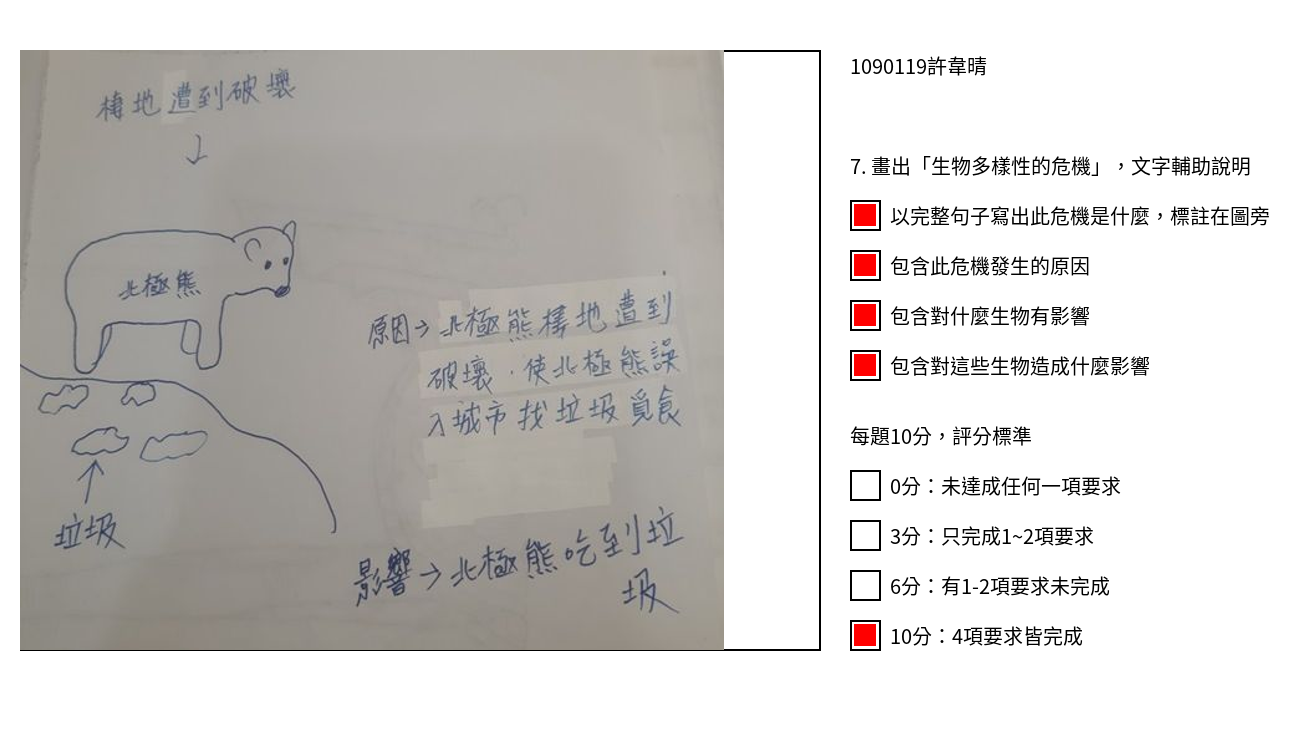 棲地遭到破壞
↓
北極熊
原因→北極熊棲地遭到
破壞,使北極熊誤
入城市找垃圾覓食
垃圾
影響→北極熊吃到垃
圾
1090119許韋晴
7. 畫出「生物多樣性的危機」,文字輔助說明
以完整句子寫出此危機是什麼,標註在圖旁
包含此危機發生的原因
包含對什麼生物有影響
包含對這些生物造成什麼影響
每題10分,評分標準
0分:未達成任何一項要求
3分:只完成1~2項要求
6分:有1-2項要求未完成
10分:4項要求皆完成